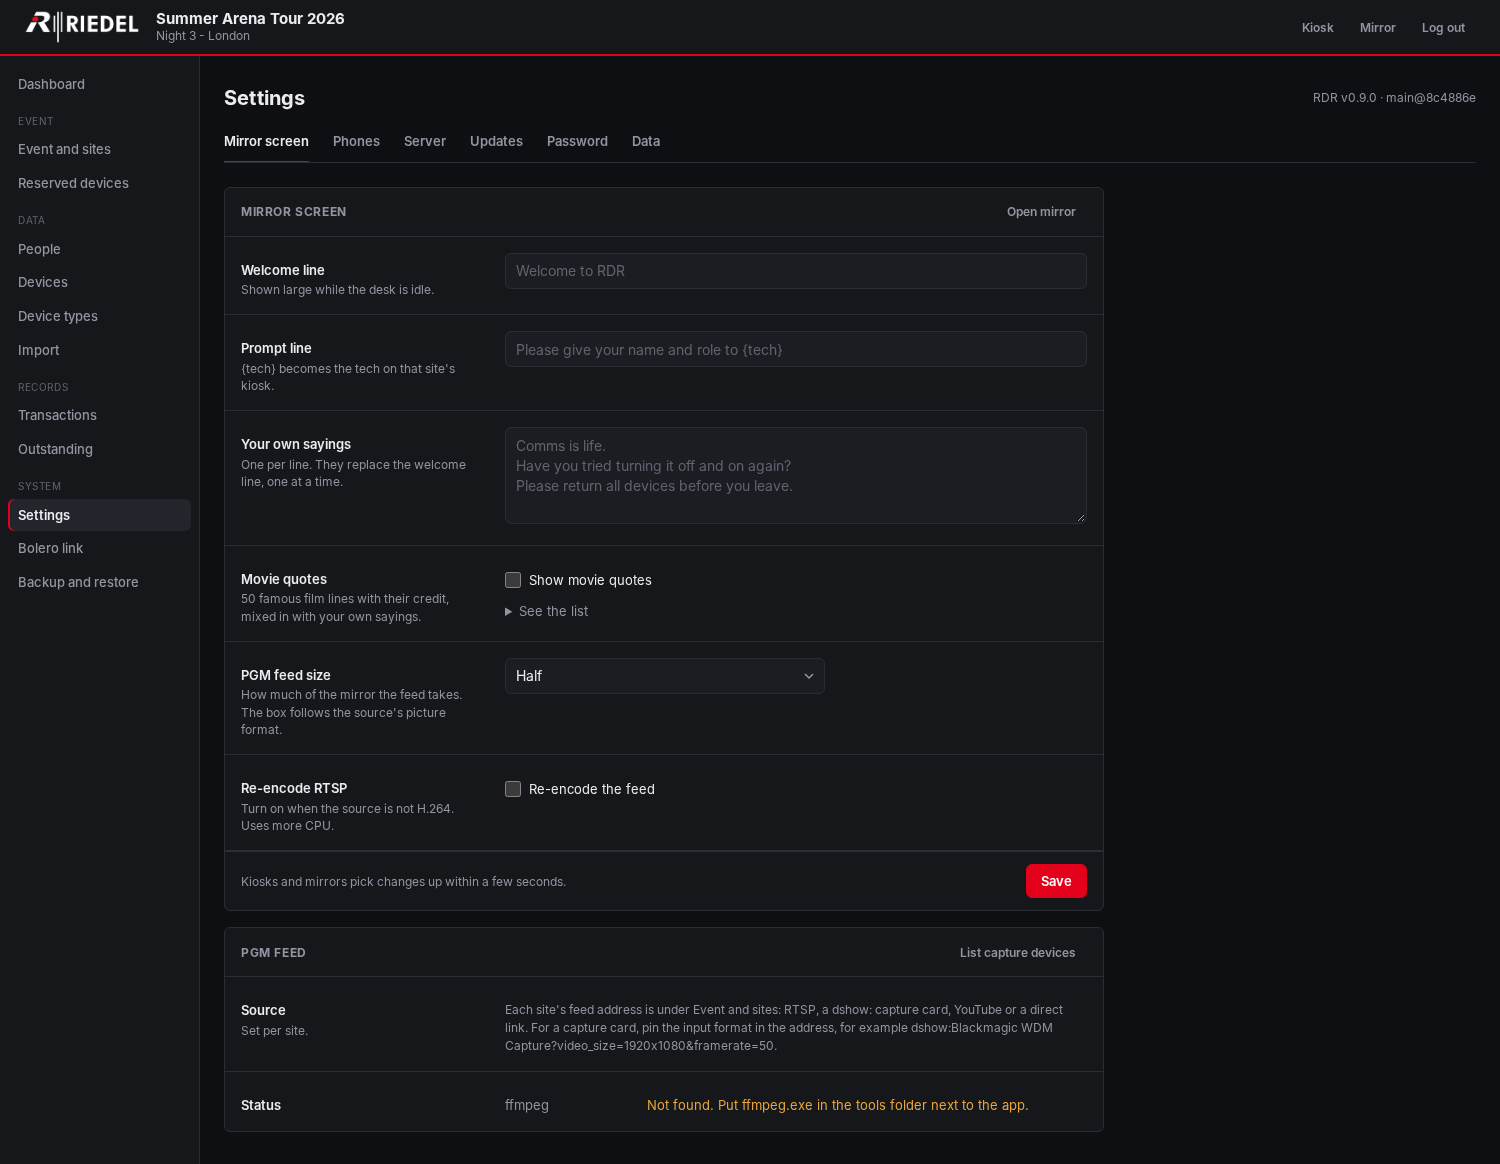 RIEDEL
Summer Arena Tour 2026
Night 3 - London
Kiosk
Mirror
Log out
Dashboard
EVENT
Event and sites
Reserved devices
DATA
People
Devices
Device types
Import
RECORDS
Transactions
Outstanding
SYSTEM
Settings
Bolero link
Backup and restore
Settings
RDR v0.9.0 · main@8c4886e
Mirror screen
Phones
Server
Updates
Password
Data
MIRROR SCREEN
Open mirror
Welcome line
Shown large while the desk is idle.
Welcome to RDR
Prompt line
{tech} becomes the tech on that site's
kiosk.
Please give your name and role to {tech}
Your own sayings
One per line. They replace the welcome
line, one at a time.
Comms is life.
Have you tried turning it off and on again?
Please return all devices before you leave.
Movie quotes
50 famous film lines with their credit,
mixed in with your own sayings.
Show movie quotes
See the list
PGM feed size
How much of the mirror the feed takes.
The box follows the source's picture
format.
Half
Re-encode RTSP
Turn on when the source is not H.264.
Uses more CPU.
Re-encode the feed
Kiosks and mirrors pick changes up within a few seconds.
Save
PGM FEED
List capture devices
Source
Set per site.
Each site's feed address is under Event and sites: RTSP, a dshow: capture card, YouTube or a direct
link. For a capture card, pin the input format in the address, for example dshow:Blackmagic WDM
Capture?video_size=1920x1080&framerate=50.
Status
ffmpeg
Not found. Put ffmpeg.exe in the tools folder next to the app.